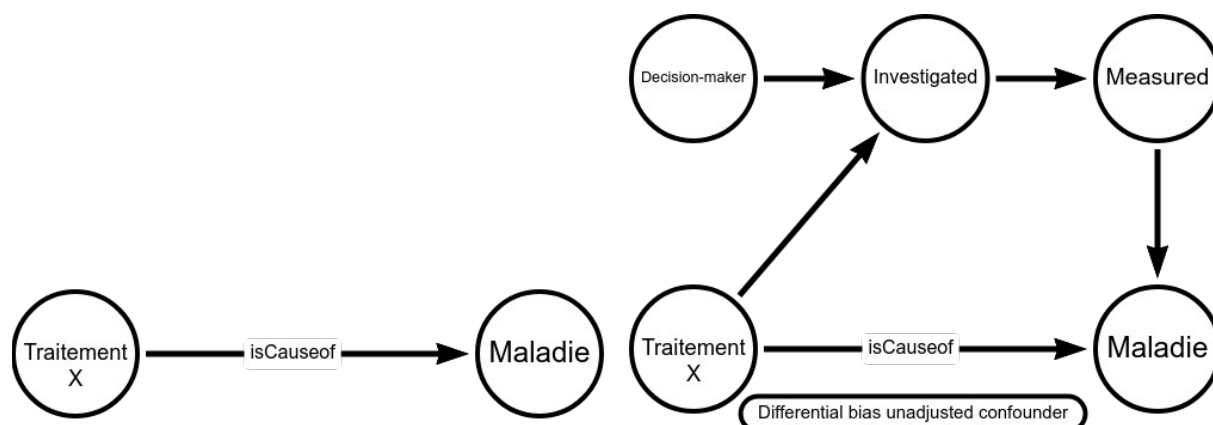 Traitement
X
isCauseof
Maladie
Decision-maker
Investigated
Measured
Traitement
X
isCauseof
Maladie
Differential bias unadjusted confounder